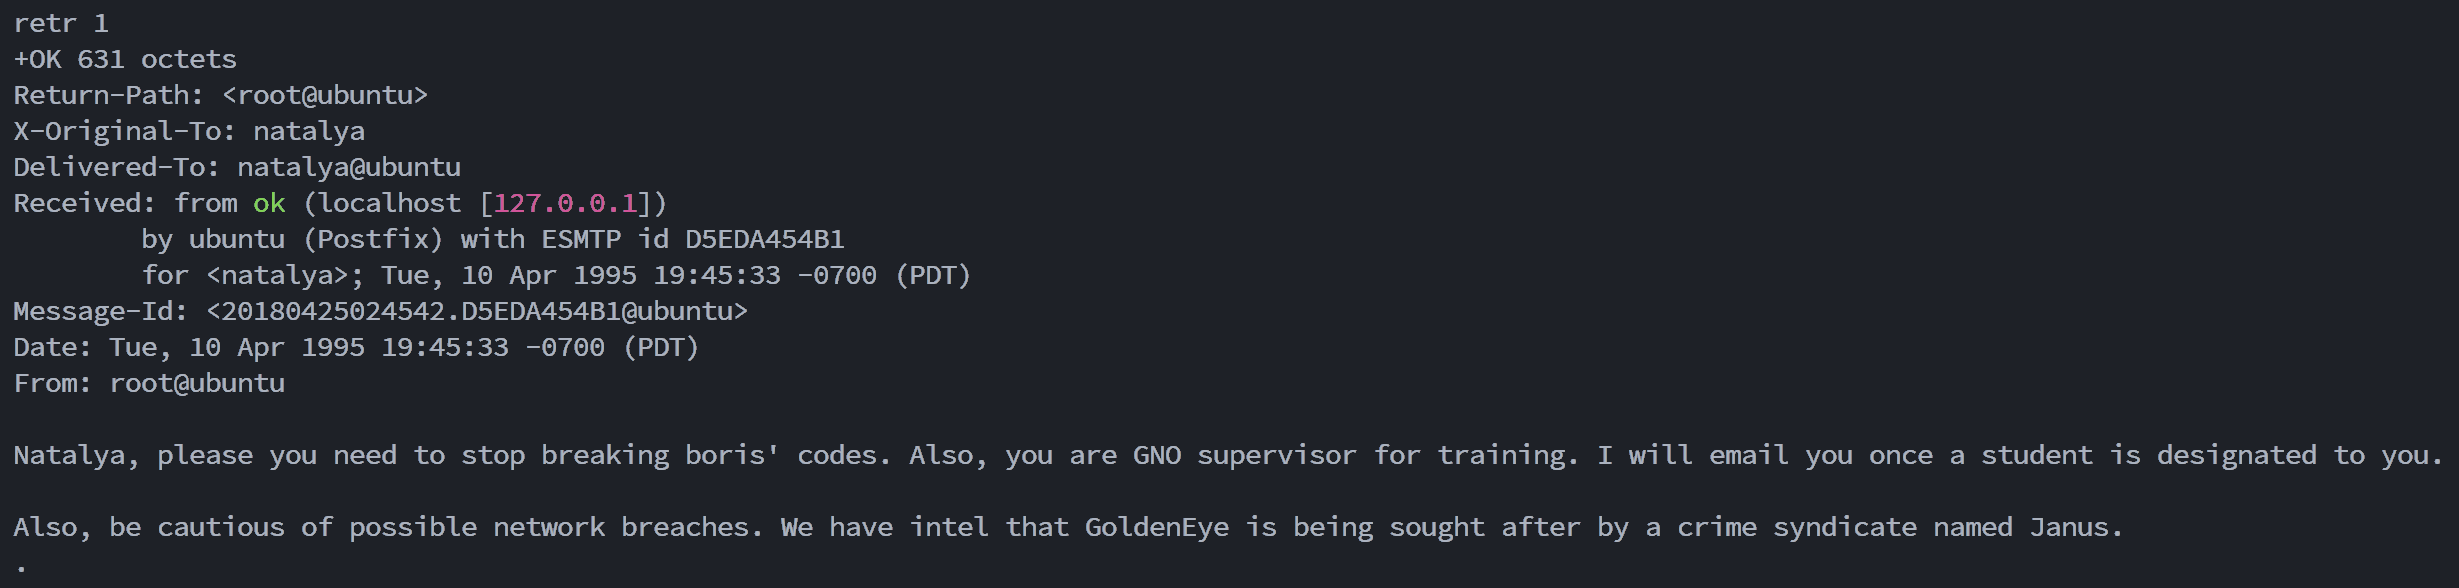 retr 1
+OK 631 octets
Return-Path: <root@ubuntu>
X-Original-To: natalya
Delivered-To: natalya@ubuntu
Received: from ok (localhost [127.0.0.1])
        by ubuntu (Postfix) with ESMTP id D5EDA454B1
        for <natalya>; Tue, 10 Apr 1995 19:45:33 -0700 (PDT)
Message-Id: <20180425024542.D5EDA454B1@ubuntu>
Date: Tue, 10 Apr 1995 19:45:33 -0700 (PDT)
From: root@ubuntu

Natalya, please you need to stop breaking boris' codes. Also, you are GNO supervisor for training. I will email you once a student is designated to you.

Also, be cautious of possible network breaches. We have intel that GoldenEye is being sought after by a crime syndicate named Janus.
.